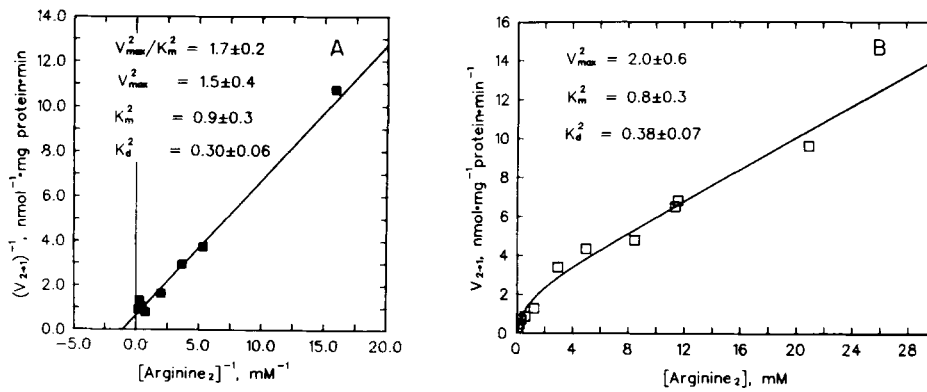 A
V²max/K²m = 1.7±0.2
V²max = 1.5±0.4
K²m = 0.9±0.3
K²d = 0.30±0.06
(V2→1)⁻¹, nmol⁻¹•mg protein•min
14.0
12.0
10.0
8.0
6.0
4.0
2.0
0.0
-5.0 0.0 5.0 10.0 15.0 20.0
[Arginine₂]⁻¹, mM⁻¹
B
V²max = 2.0±0.6
K²m = 0.8±0.3
K²d = 0.38±0.07
V2→1, nmol•mg⁻¹protein•min⁻¹
16
14
12
10
8
6
4
2
0
0 4 8 12 16 20 24 28
[Arginine₂], mM